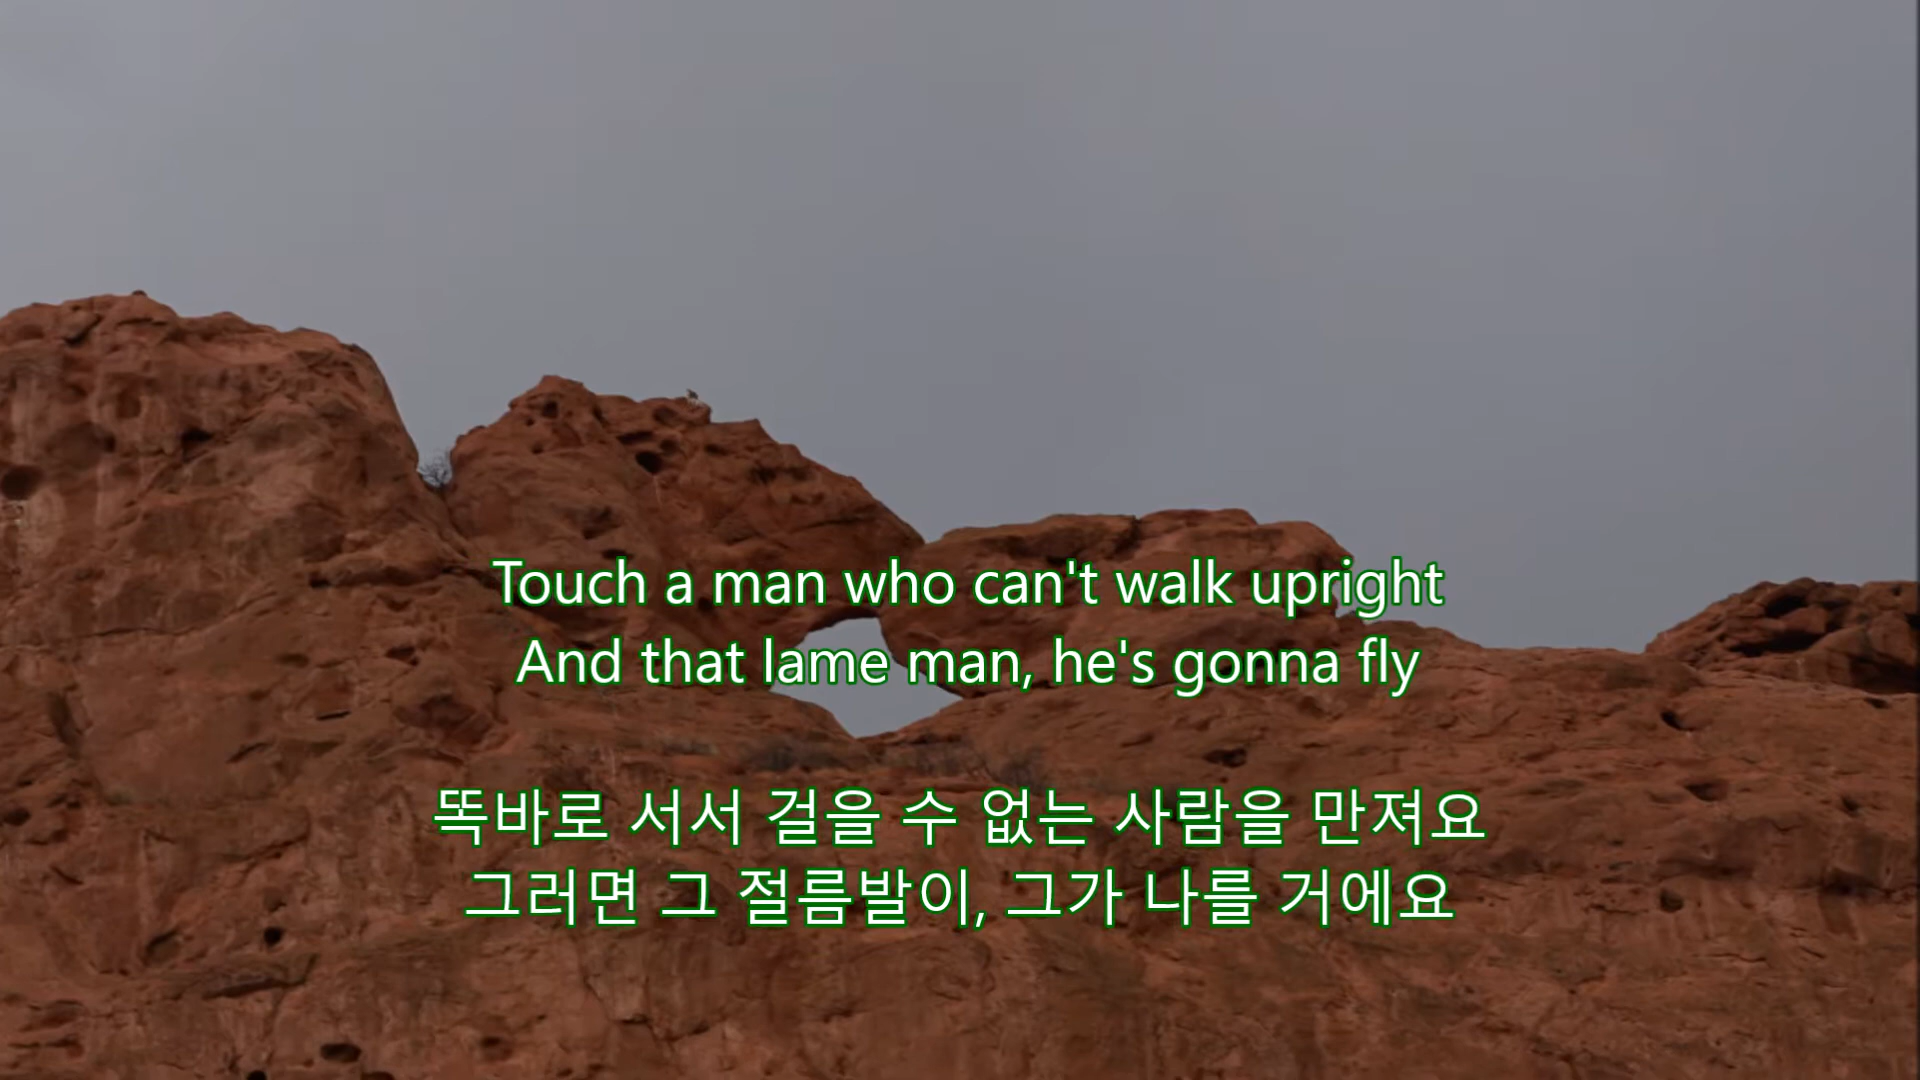 Touch a man who can't walk upright
And that lame man, he's gonna fly
똑바로 서서 걸을 수 없는 사람을 만져요
그러면 그 절름발이, 그가 나를 거에요